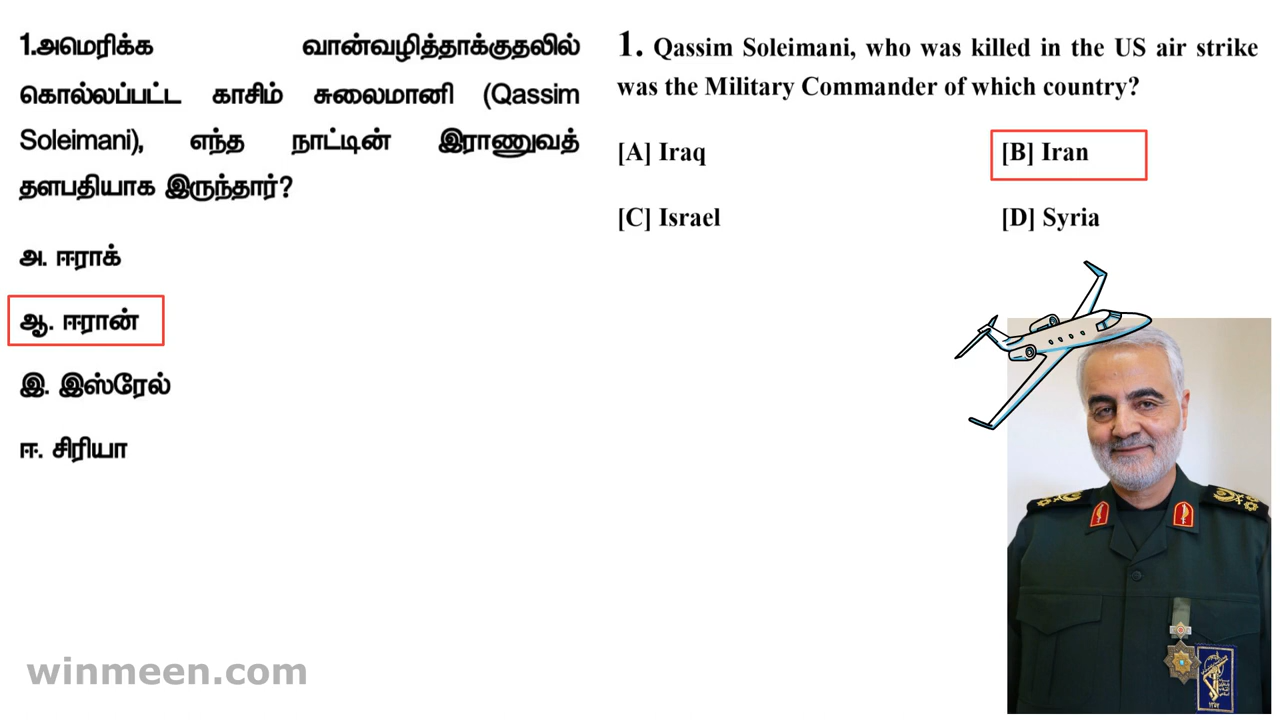 1.அமெரிக்க வான்வழித்தாக்குதலில்
கொல்லப்பட்ட காசிம் சுலைமானி (Qassim
Soleimani), எந்த நாட்டின் இராணுவத்
தளபதியாக இருந்தார்?
அ. ஈராக்
ஆ. ஈரான்
இ. இஸ்ரேல்
ஈ. சிரியா
1. Qassim Soleimani, who was killed in the US air strike
was the Military Commander of which country?
[A] Iraq
[B] Iran
[C] Israel
[D] Syria
winmeen.com